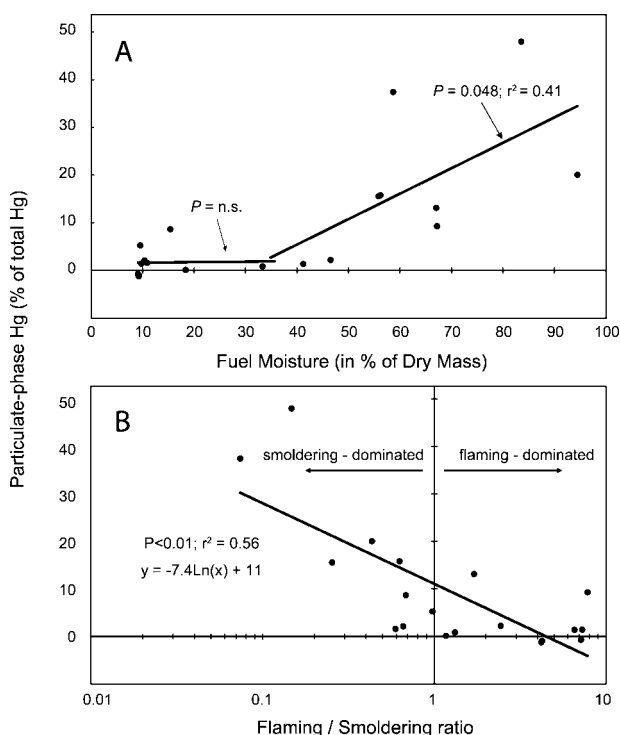 Particulate-phase Hg (% of total Hg)
A
50
40
30
20
10
0
P = 0.048; r² = 0.41
P = n.s.
0 10 20 30 40 50 60 70 80 90 100
Fuel Moisture (in % of Dry Mass)
B
50
40
30
20
10
0
smoldering - dominated
flaming - dominated
P<0.01; r² = 0.56
y = -7.4Ln(x) + 11
0.01 0.1 1 10
Flaming / Smoldering ratio